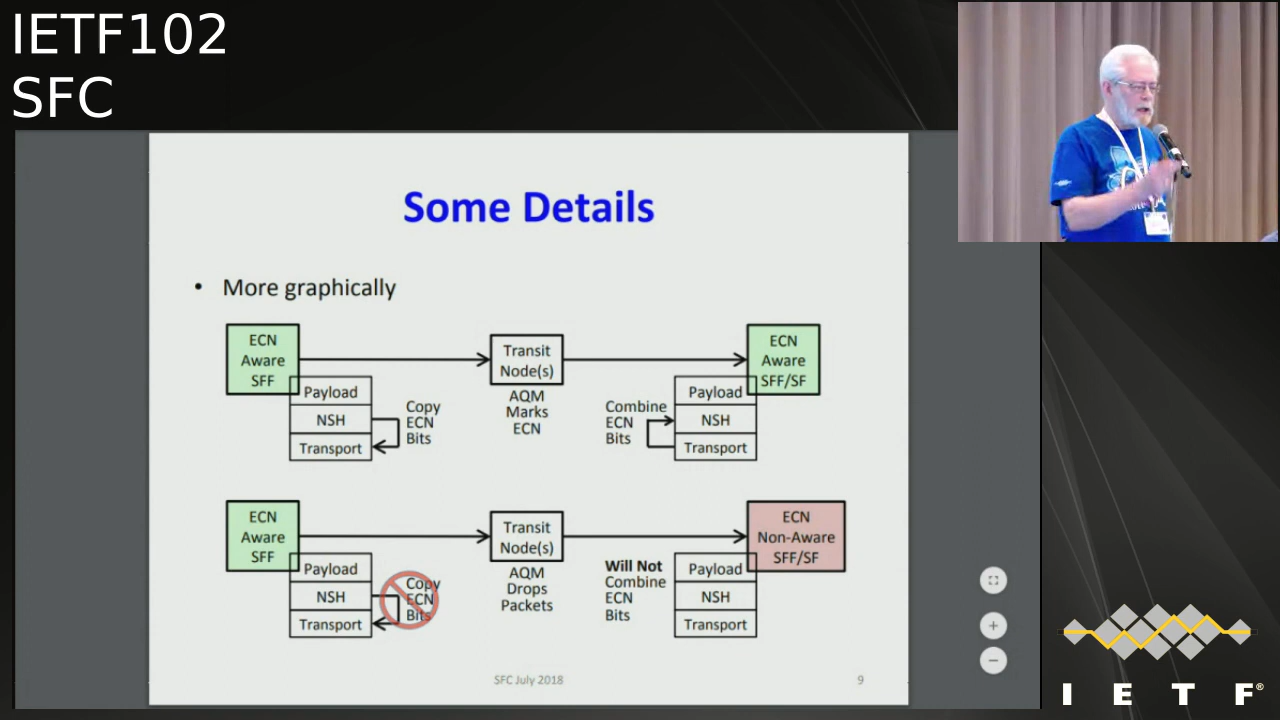 IETF102
SFC
Some Details
• More graphically
ECN
Aware
SFF
Transit
Node(s)
ECN
Aware
SFF/SF
Payload
NSH
Transport
Copy
ECN
Bits
AQM
Marks
ECN
Combine
ECN
Bits
Payload
NSH
Transport
ECN
Aware
SFF
Transit
Node(s)
ECN
Non-Aware
SFF/SF
Payload
NSH
Transport
Copy
ECN
Bits
AQM
Drops
Packets
Will Not
Combine
ECN
Bits
Payload
NSH
Transport
SFC July 2018
9
I E T F®